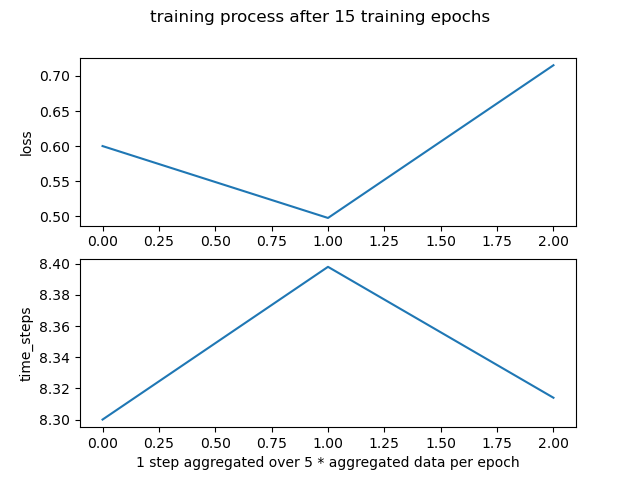 training process after 15 training epochs
0.70
0.65
0.60
0.55
0.50
loss
0.00 0.25 0.50 0.75 1.00 1.25 1.50 1.75 2.00
8.40
8.38
8.36
8.34
8.32
8.30
time_steps
0.00 0.25 0.50 0.75 1.00 1.25 1.50 1.75 2.00
1 step aggregated over 5 * aggregated data per epoch